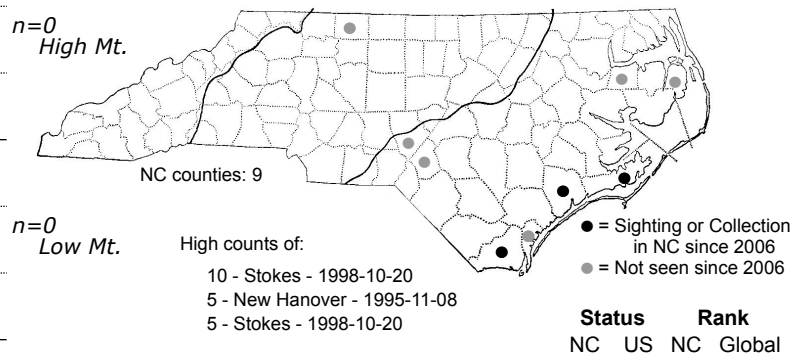 n=0
High Mt.
NC counties: 9
n=0
Low Mt.
High counts of:
10 - Stokes - 1998-10-20
5 - New Hanover - 1995-11-08
5 - Stokes - 1998-10-20
= Sighting or Collection
in NC since 2006
= Not seen since 2006
Status Rank
NC US NC Global